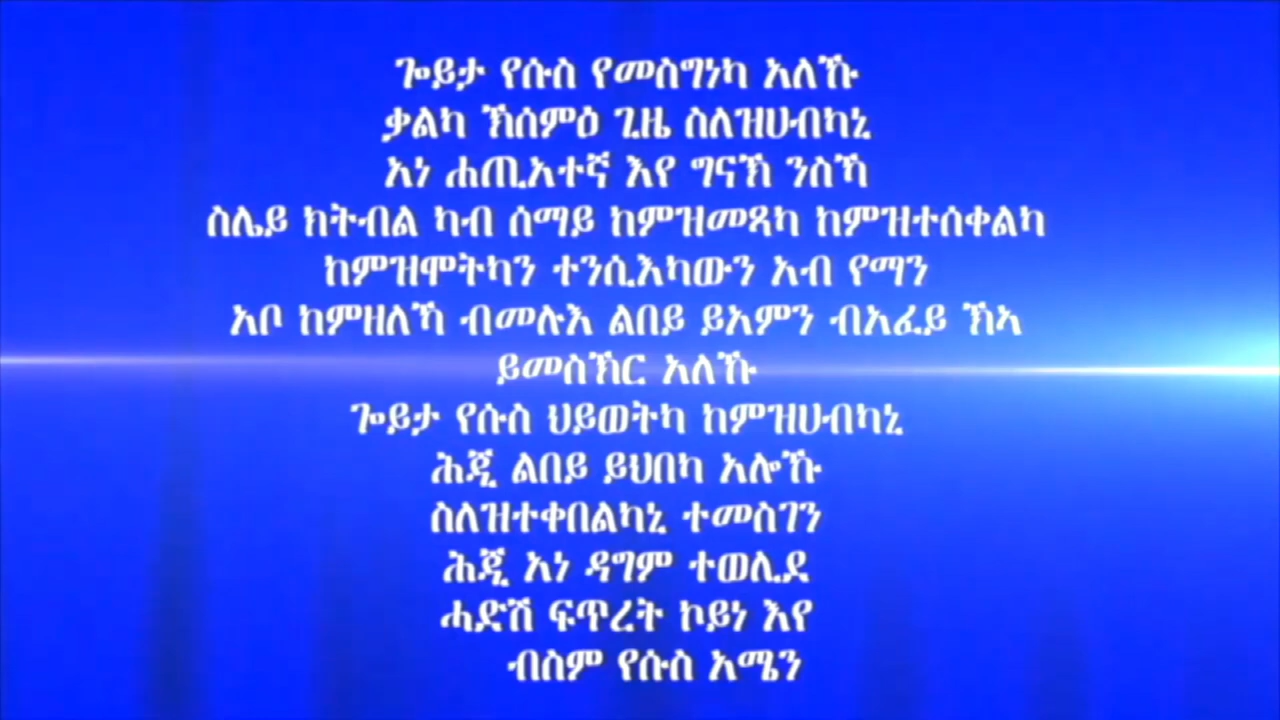 ጐይታ የሱስ የመስግነካ አለኹ
ቃልካ ኽሰምዕ ጊዜ ስለዝሀብካኒ
አነ ሐጢአተኛ እየ ግናኽ ንስኻ
ስሌይ ክትብል ካብ ሰማይ ከምዝመጻካ ከምዝተሰቀልካ
ከምዝሞትካን ተንሲእካውን አብ የማን
አቦ ከምዘለኻ ብመሉእ ልበይ ይአምን ብአፈይ ኽኣ
ይመስኽር አለኹ
ጐይታ የሱስ ህይወትካ ከምዝሀብካኒ
ሕጂ ልበይ ይህበካ አሎኹ
ስለዝተቀበልካኒ ተመስገን
ሕጂ አነ ዳግም ተወሊደ
ሓድሽ ፍጥረት ኮይነ እየ
ብስም የሱስ አሜን